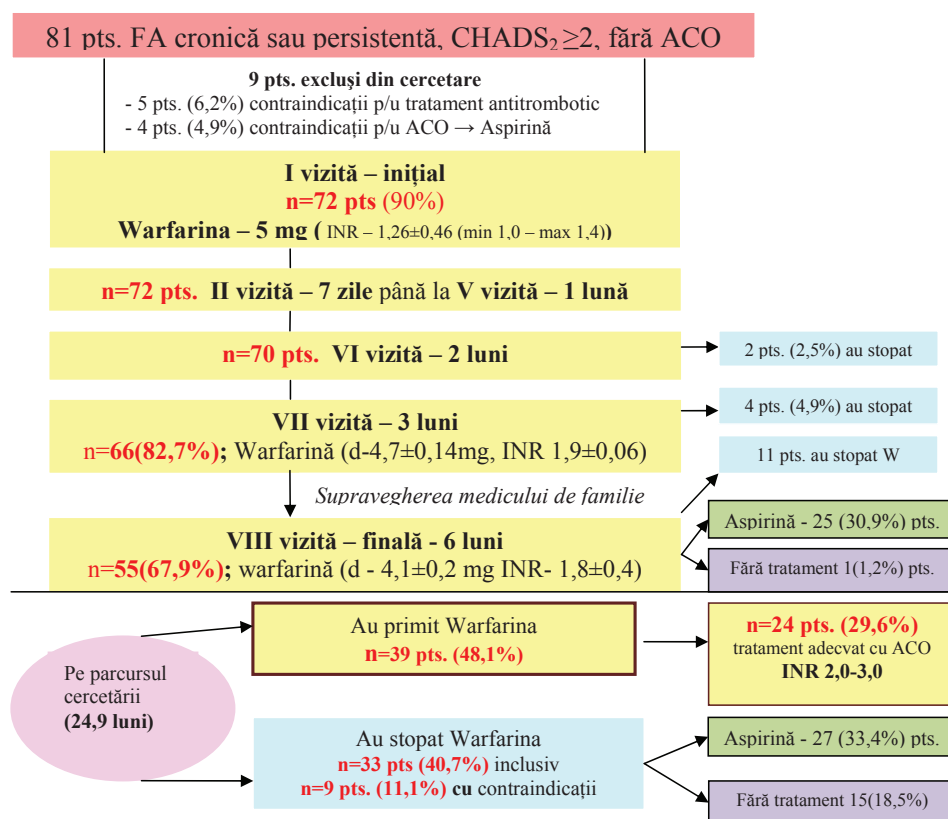 81 pts. FA cronică sau persistentă, CHADS₂ ≥2, fără ACO
9 pts. excluşi din cercetare
- 5 pts. (6,2%) contraindicații p/u tratament antitrombotic
- 4 pts. (4,9%) contraindicații p/u ACO → Aspirină
I vizită – inițial
n=72 pts (90%)
Warfarina – 5 mg ( INR – 1,26±0,46 (min 1,0 – max 1,4))
n=72 pts. II vizită – 7 zile până la V vizită – 1 lună
n=70 pts. VI vizită – 2 luni
2 pts. (2,5%) au stopat
VII vizită – 3 luni
n=66(82,7%); Warfarină (d-4,7±0,14mg, INR 1,9±0,06)
4 pts. (4,9%) au stopat
11 pts. au stopat W
Supravegherea medicului de familie
VIII vizită – finală - 6 luni
n=55(67,9%); warfarină (d - 4,1±0,2 mg INR- 1,8±0,4)
Aspirină - 25 (30,9%) pts.
Fără tratament 1(1,2%) pts.
Pe parcursul
cercetării
(24,9 luni)
Au primit Warfarina
n=39 pts. (48,1%)
n=24 pts. (29,6%)
tratament adecvat cu ACO
INR 2,0-3,0
Au stopat Warfarina
n=33 pts (40,7%) inclusiv
n=9 pts. (11,1%) cu contraindicații
Aspirină - 27 (33,4%) pts.
Fără tratament 15(18,5%)